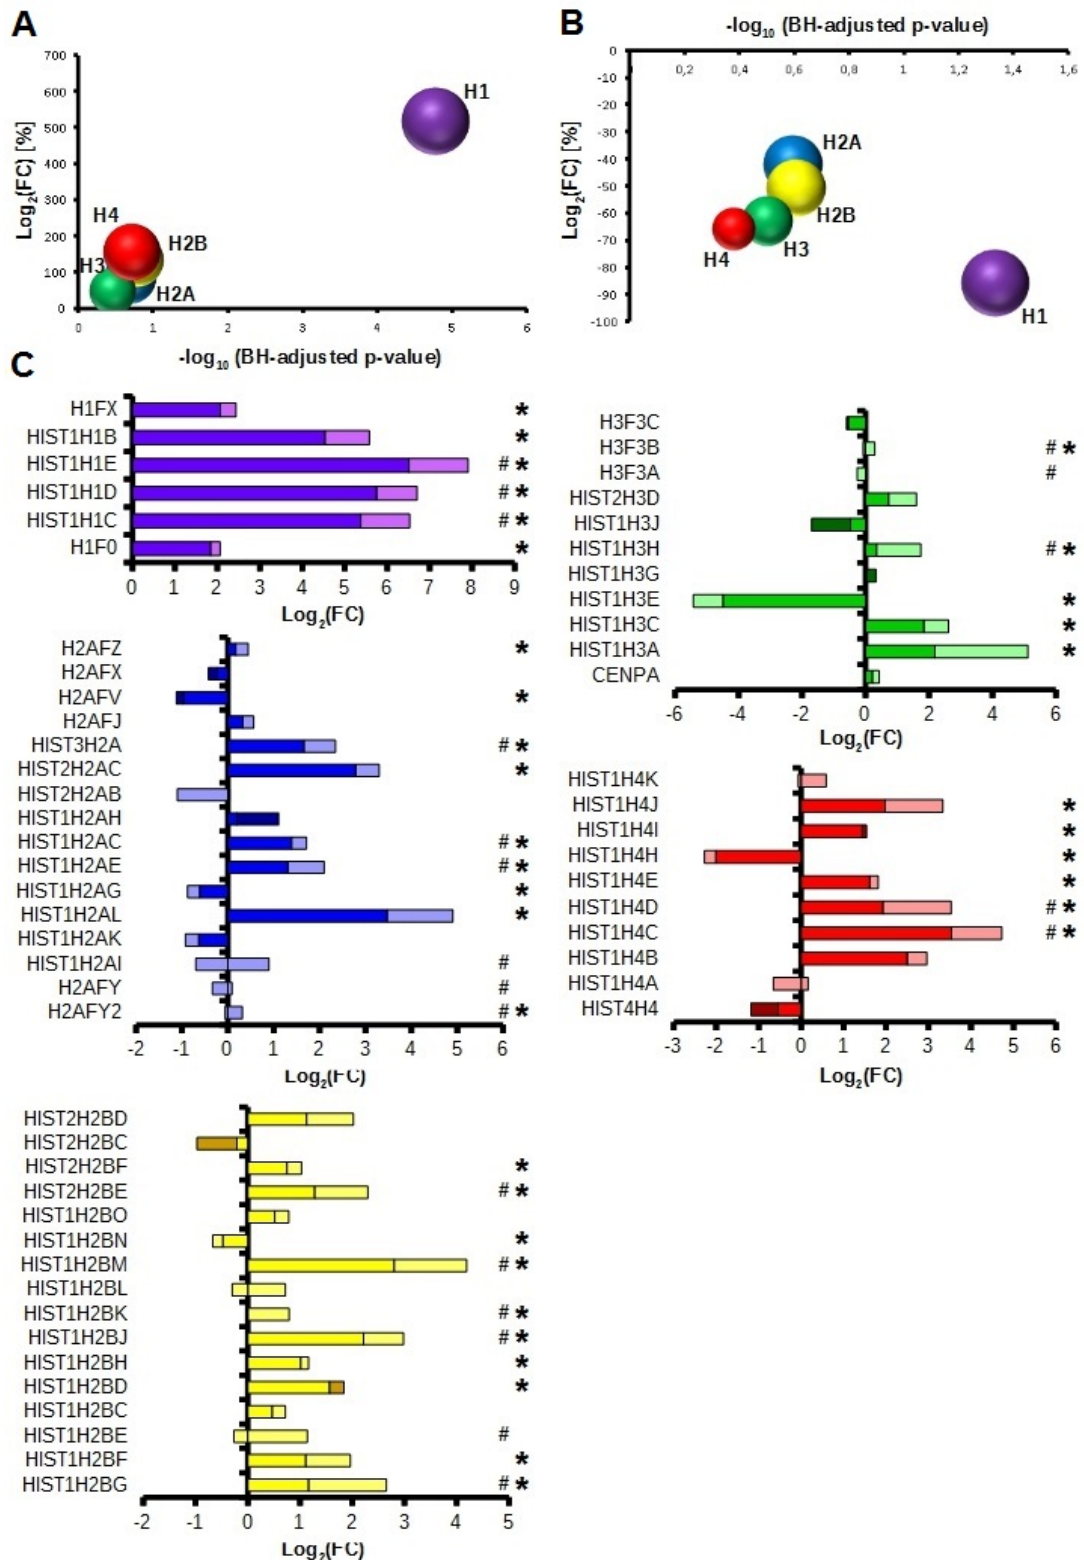 A
700
600
500
400
300
200
100
0
Log2(FC) [%]
H1
H4
H2B
H3
H2A
0 1 2 3 4 5 6
-log10 (BH-adjusted p-value)
B
-log10 (BH-adjusted p-value)
0,2 0,4 0,6 0,8 1 1,2 1,4 1,6
0
-10
-20
-30
-40
-50
-60
-70
-80
-90
-100
Log2(FC) [%]
H2A
H2B
H3
H4
H1
C
H1FX *
HIST1H1B *
HIST1H1E # *
HIST1H1D # *
HIST1H1C # *
H1F0 *
0 1 2 3 4 5 6 7 8 9
Log2(FC)
H2AFZ *
H2AFX
H2AFV *
H2AFJ
HIST3H2A # *
HIST2H2AC *
HIST2H2AB
HIST1H2AH
HIST1H2AC # *
HIST1H2AE # *
HIST1H2AG *
HIST1H2AL *
HIST1H2AK
HIST1H2AI #
H2AFY #
H2AFY2 # *
-2 -1 0 1 2 3 4 5 6
Log2(FC)
HIST2H2BD
HIST2H2BC
HIST2H2BF *
HIST2H2BE # *
HIST1H2BO
HIST1H2BN *
HIST1H2BM # *
HIST1H2BL
HIST1H2BK # *
HIST1H2BJ # *
HIST1H2BH *
HIST1H2BD *
HIST1H2BC
HIST1H2BE #
HIST1H2BF *
HIST1H2BG # *
-2 -1 0 1 2 3 4 5
Log2(FC)
H3F3C
H3F3B # *
H3F3A #
HIST2H3D
HIST1H3J
HIST1H3H # *
HIST1H3G
HIST1H3E *
HIST1H3C *
HIST1H3A *
CENPA
-6 -4 -2 0 2 4 6
Log2(FC)
HIST1H4K
HIST1H4J *
HIST1H4I *
HIST1H4H *
HIST1H4E *
HIST1H4D # *
HIST1H4C # *
HIST1H4B
HIST1H4A
HIST4H4
-3 -2 -1 0 1 2 3 4 5 6
Log2(FC)